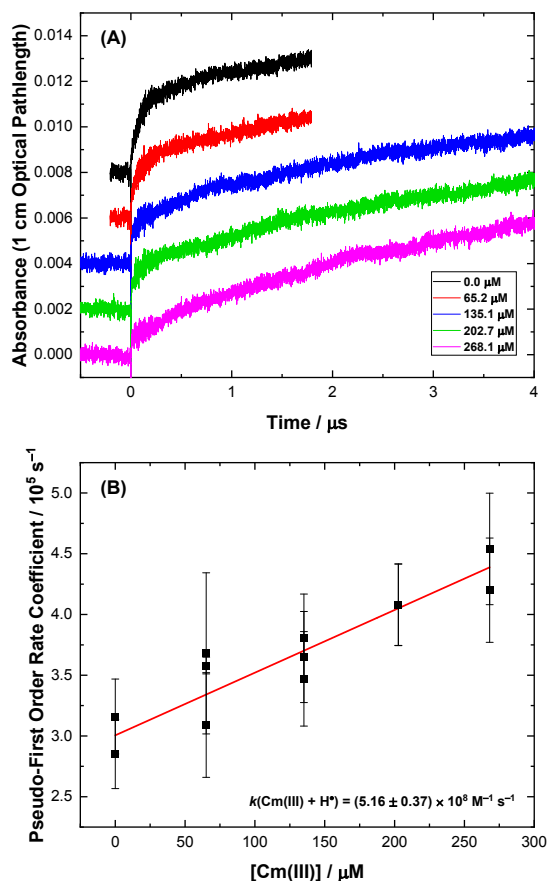 (A)
0.014
0.012
0.010
0.008
0.006
0.004
0.002
0.000
Absorbance (1 cm Optical Pathlength)
0.0 μM
65.2 μM
135.1 μM
202.7 μM
268.1 μM
0 1 2 3 4
Time / μs
(B)
5.0
4.5
4.0
3.5
3.0
2.5
Pseudo-First Order Rate Coefficient / 10⁵ s⁻¹
k(Cm(III) + H•) = (5.16 ± 0.37) × 10⁸ M⁻¹ s⁻¹
0 50 100 150 200 250 300
[Cm(III)] / μM